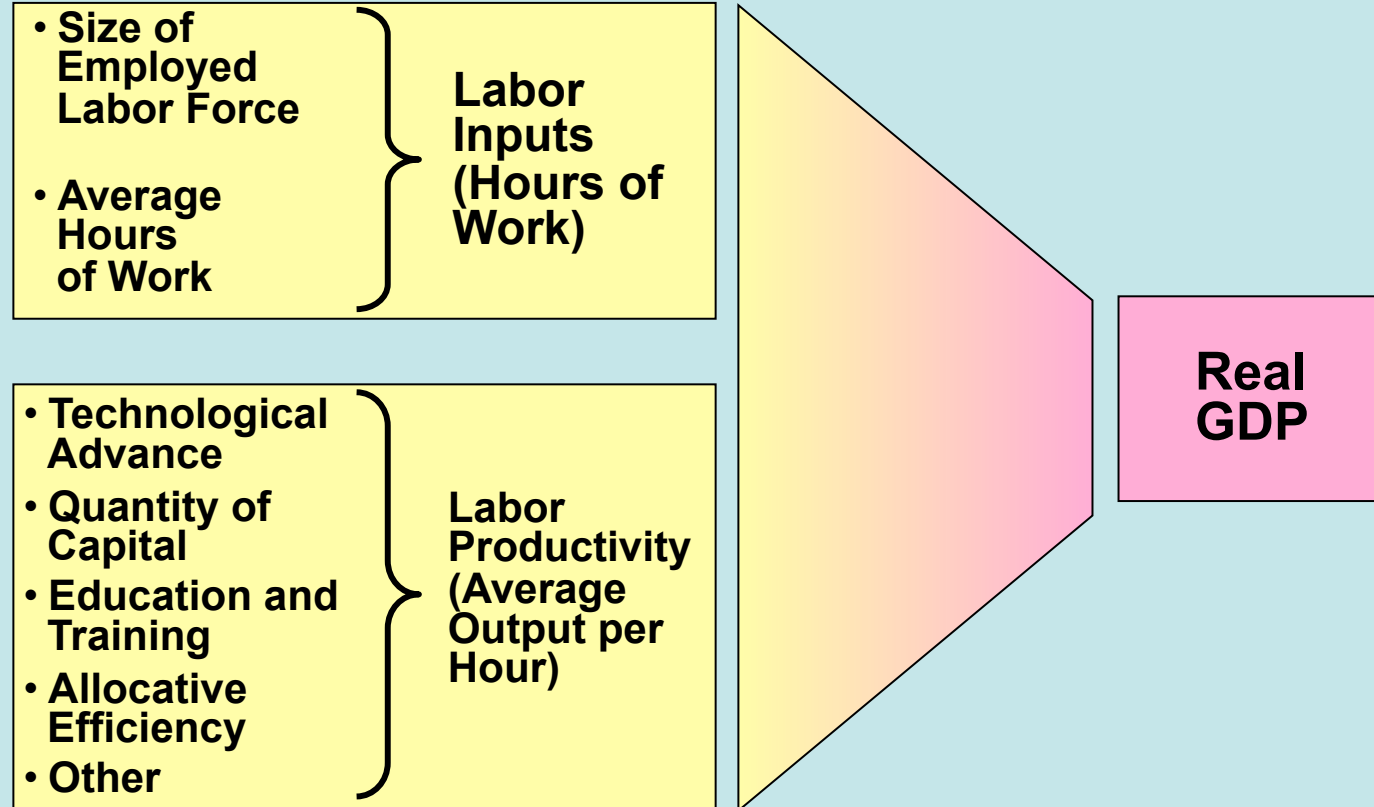 • Size of
Employed
Labor Force
• Average
Hours
of Work
Labor
Inputs
(Hours of
Work)
• Technological
Advance
• Quantity of
Capital
• Education and
Training
• Allocative
Efficiency
• Other
Labor
Productivity
(Average
Output per
Hour)
Real
GDP